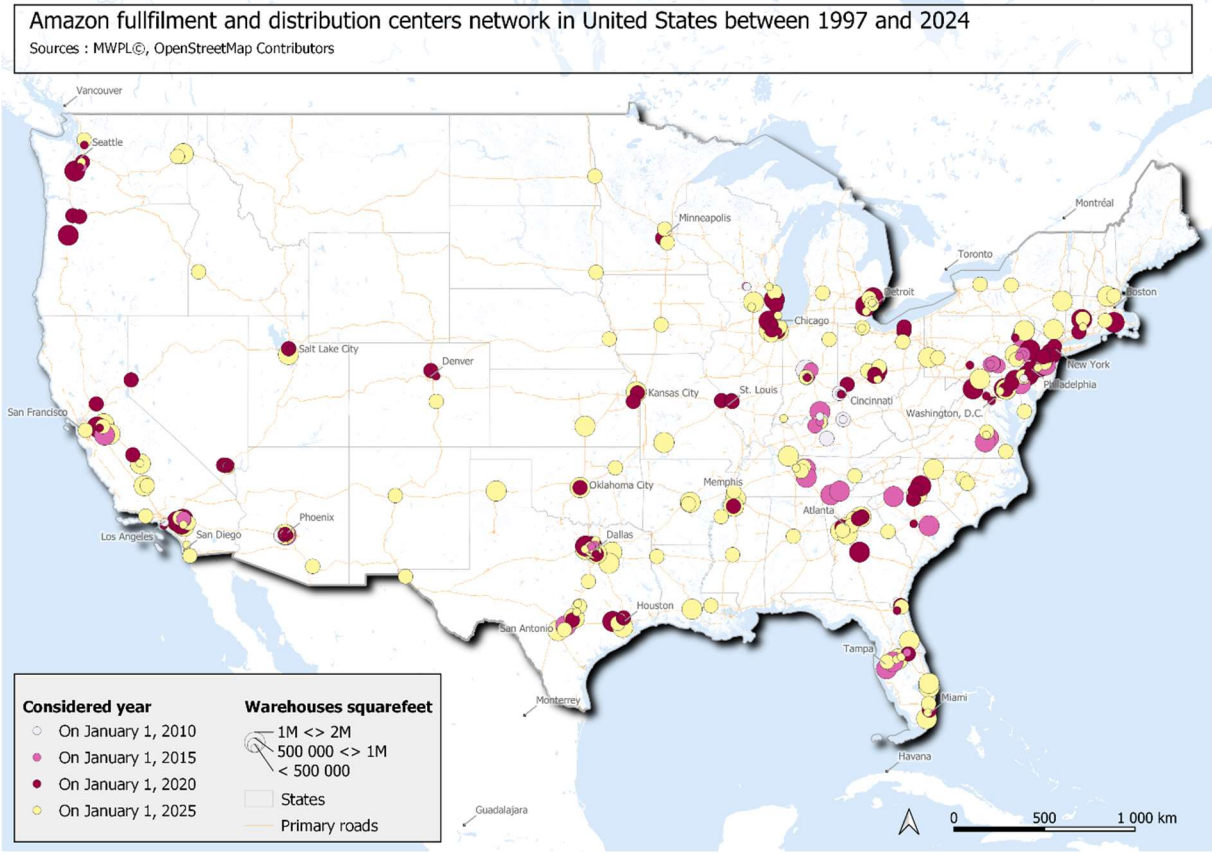 Amazon fullfilment and distribution centers network in United States between 1997 and 2024
Sources : MWPL©, OpenStreetMap Contributors
Vancouver
Seattle
Minneapolis
Montréal
Toronto
Detroit
Boston
Chicago
Salt Lake City
Denver
New York
Philadelphia
Kansas City
St. Louis
Cincinnati
San Francisco
Washington, D.C.
Oklahoma City
Memphis
Atlanta
Phoenix
Los Angeles
San Diego
Dallas
Houston
San Antonio
Tampa
Miami
Monterrey
Havana
Guadalajara
Considered year
On January 1, 2010
On January 1, 2015
On January 1, 2020
On January 1, 2025
Warehouses squarefeet
1M <> 2M
500 000 <> 1M
< 500 000
States
Primary roads
0 500 1 000 km